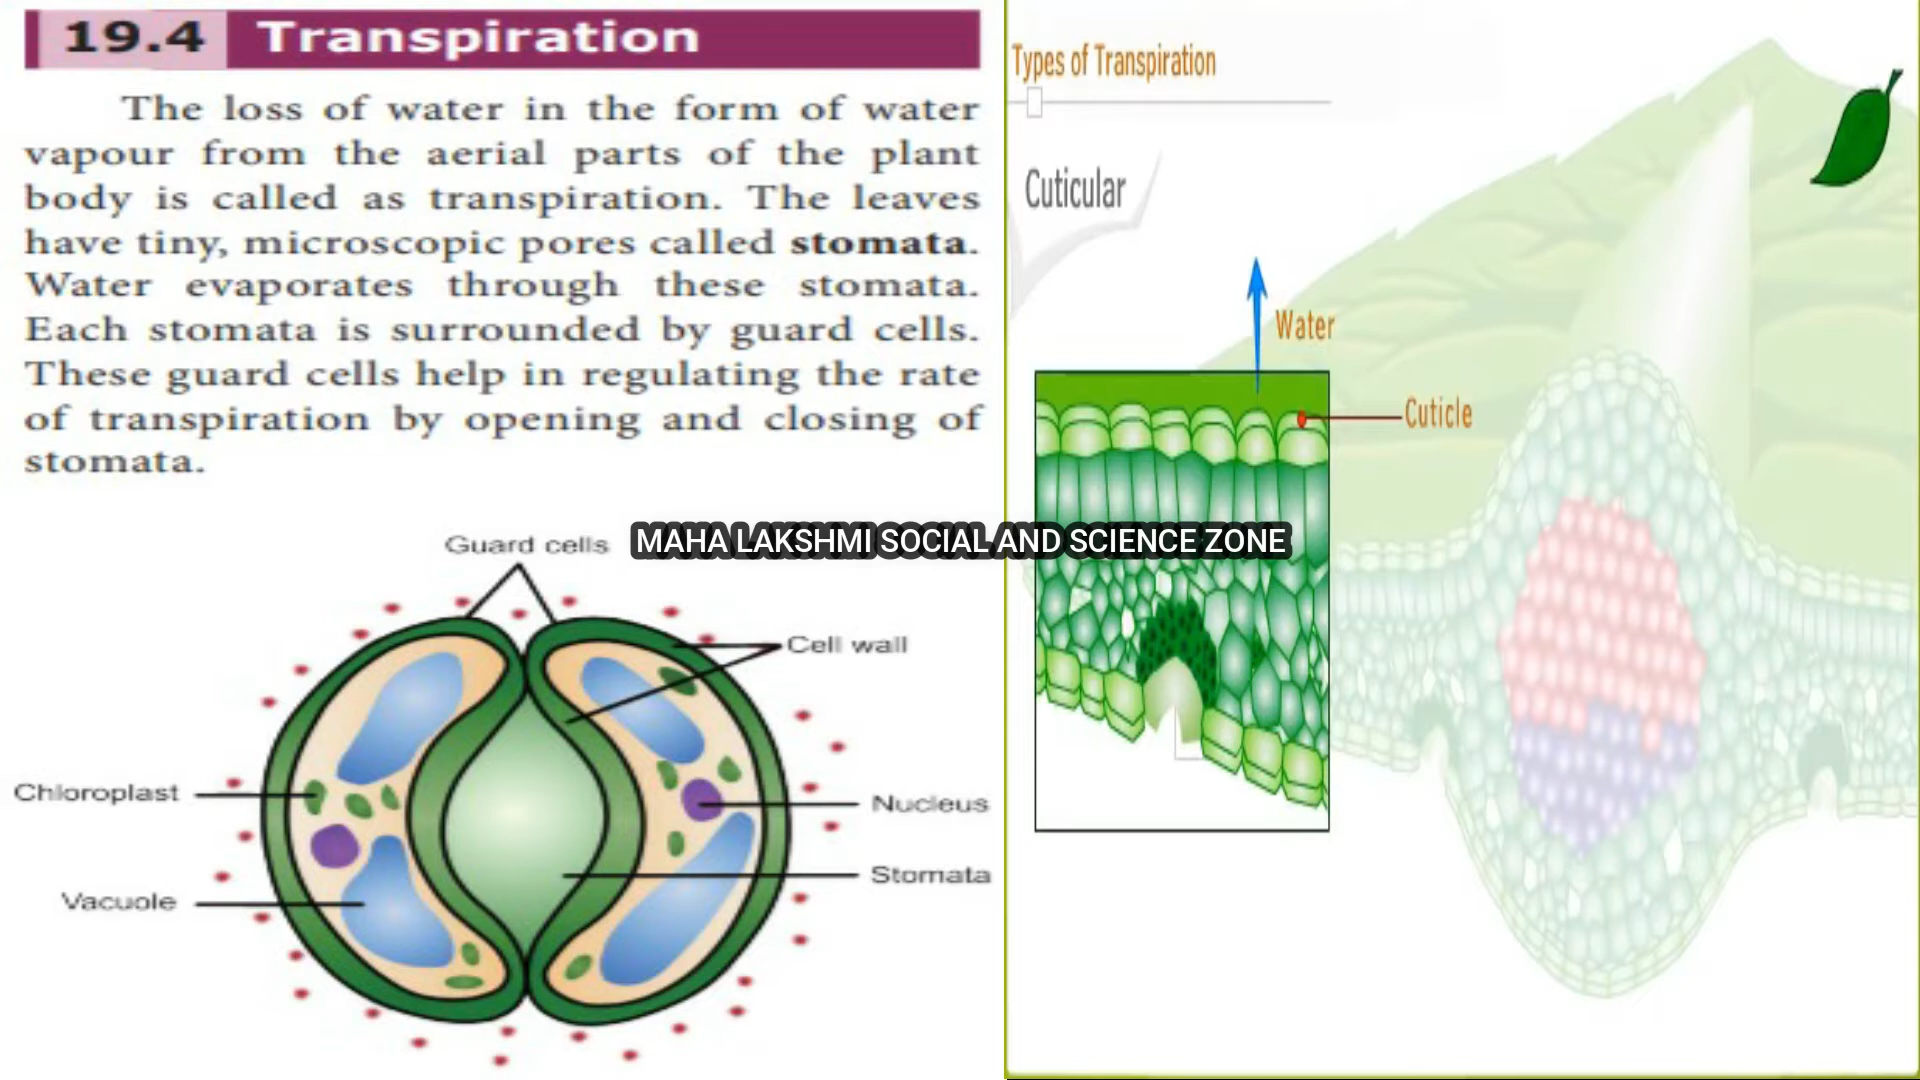 19.4 Transpiration
The loss of water in the form of water
vapour from the aerial parts of the plant
body is called as transpiration. The leaves
have tiny, microscopic pores called stomata.
Water evaporates through these stomata.
Each stomata is surrounded by guard cells.
These guard cells help in regulating the rate
of transpiration by opening and closing of
stomata.
Guard cells
Cell wall
Chloroplast
Nucleus
Stomata
Vacuole
MAHA LAKSHMI SOCIAL AND SCIENCE ZONE
Types of Transpiration
Cuticular
Water
Cuticle